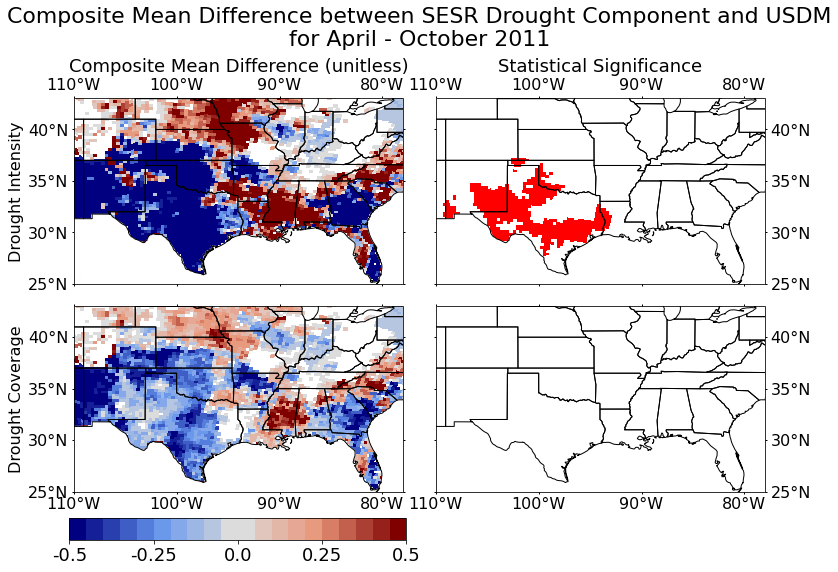 Composite Mean Difference between SESR Drought Component and USDM
for April - October 2011
Composite Mean Difference (unitless)
Statistical Significance
110°W 100°W 90°W 80°W
110°W 100°W 90°W 80°W
Drought Intensity
40°N
35°N
30°N
25°N
40°N
35°N
30°N
25°N
Drought Coverage
40°N
35°N
30°N
25°N
40°N
35°N
30°N
25°N
110°W 100°W 90°W 80°W
110°W 100°W 90°W 80°W
-0.5 -0.25 0.0 0.25 0.5